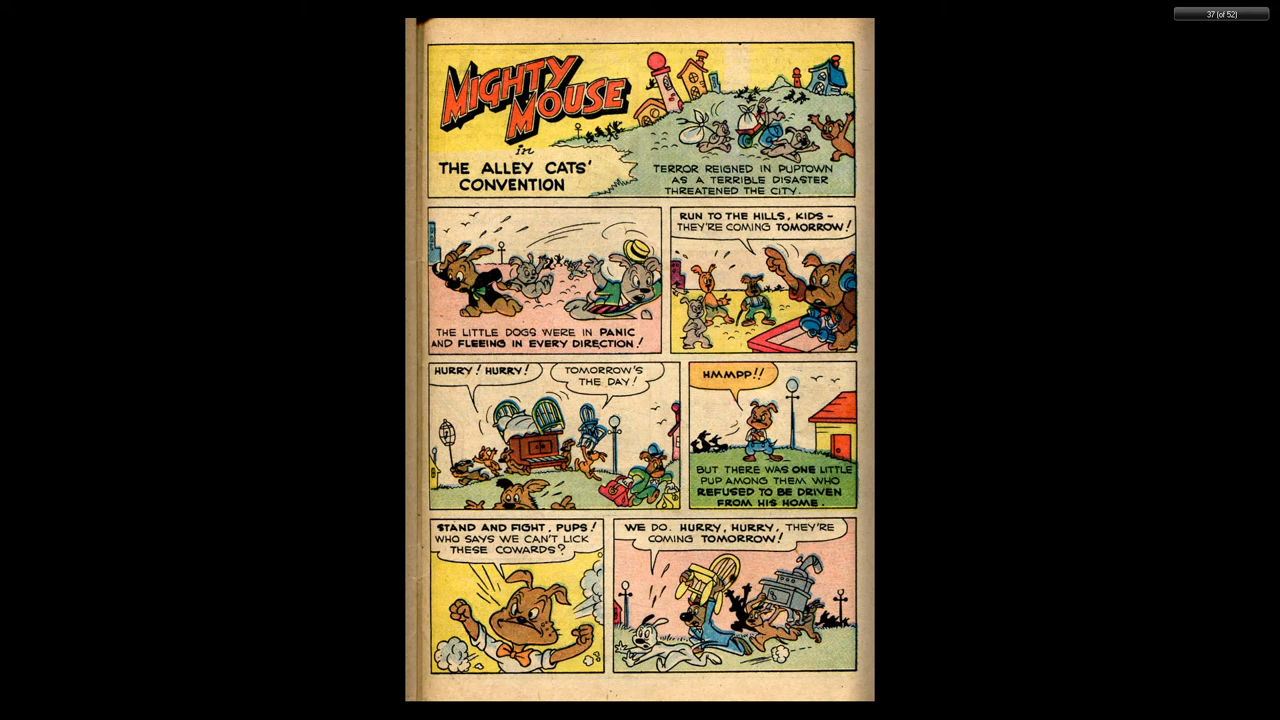 37 (of 52)
MIGHTY
MOUSE
in
THE ALLEY CATS'
CONVENTION
TERROR REIGNED IN PUPTOWN
AS A TERRIBLE DISASTER
THREATENED THE CITY.
THE LITTLE DOGS WERE IN PANIC
AND FLEEING IN EVERY DIRECTION!
RUN TO THE HILLS, KIDS -
THEY'RE COMING TOMORROW!
HURRY! HURRY!
TOMORROW'S
THE DAY!
HMMPP!!
BUT THERE WAS ONE LITTLE
PUP AMONG THEM WHO
REFUSED TO BE DRIVEN
FROM HIS HOME.
STAND AND FIGHT, PUPS!
WHO SAYS WE CAN'T LICK
THESE COWARDS?
WE DO. HURRY, HURRY, THEY'RE
COMING TOMORROW!